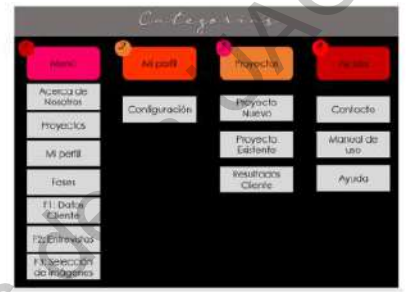 Categorías
Menú
Acerca de
Nosotros
Proyectos
Mi perfil
Fases
F1: Datos
Cliente
F2: Entrevistas
F3: Selección
de imágenes
Mi perfil
Configuración
Proyectos
Proyecto
Nuevo
Proyecto
Existente
Resultados
Cliente
Contacto
Manual de
uso
Ayuda